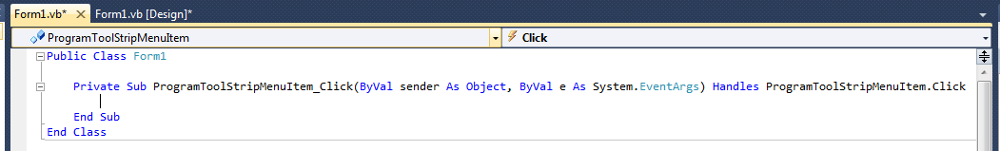 Form1.vb* Form1.vb [Design]*
ProgramToolStripMenuItem Click
Public Class Form1
Private Sub ProgramToolStripMenuItem_Click(ByVal sender As Object, ByVal e As System.EventArgs) Handles ProgramToolStripMenuItem.Click
End Sub
End Class